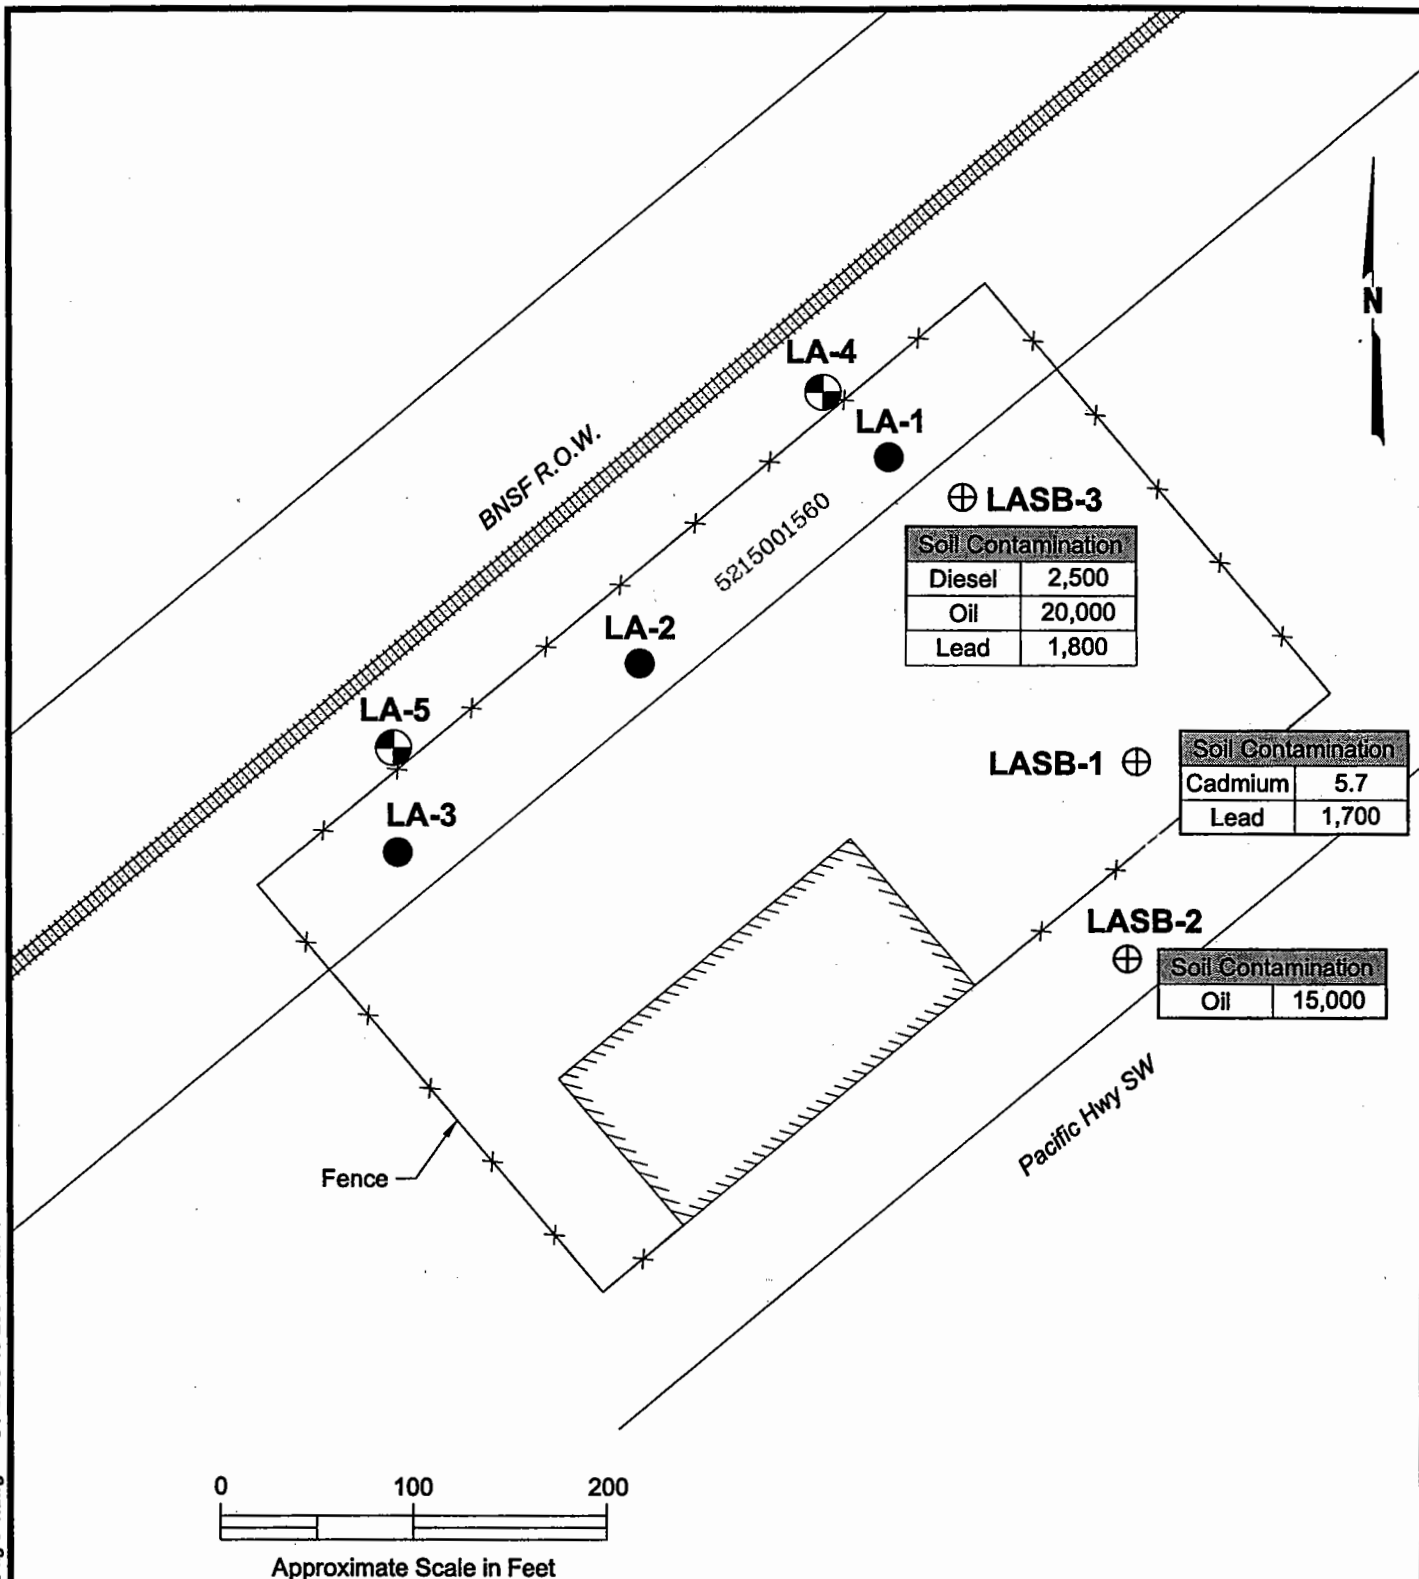 N
LA-4
LA-1
BNSF R.O.W.
LASB-3
5215001560
Soil Contamination
Diesel 2,500
Oil 20,000
Lead 1,800
LA-2
LA-5
LASB-1
Soil Contamination
Cadmium 5.7
Lead 1,700
LA-3
LASB-2
Soil Contamination
Oil 15,000
Pacific Hwy SW
Fence
0 100 200
Approximate Scale in Feet